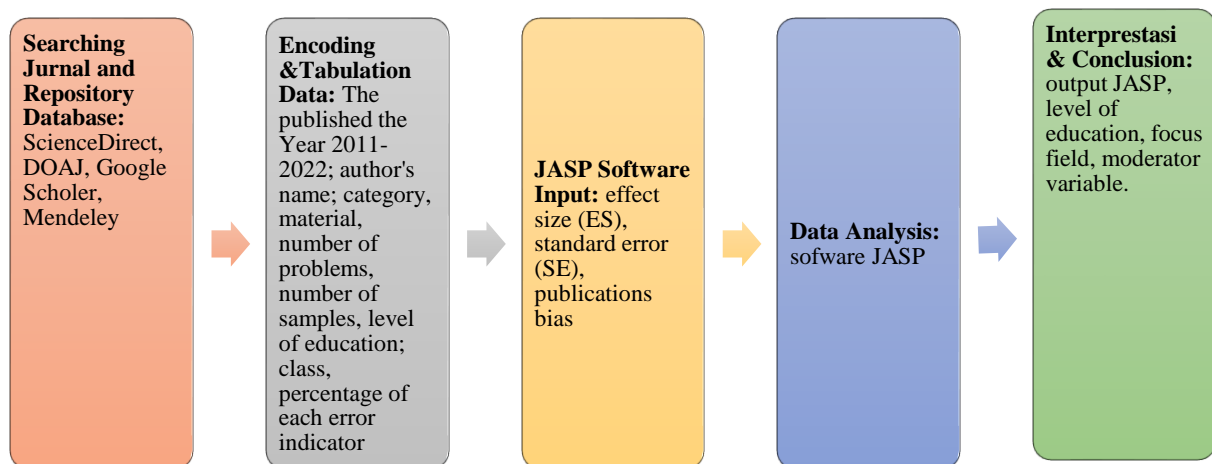 Searching
Jurnal and
Repository
Database:
ScienceDirect,
DOAJ, Google
Scholer,
Mendeley
Encoding
&Tabulation
Data: The
published the
Year 2011-
2022; author's
name; category,
material,
number of
problems,
number of
samples, level
of education;
class,
percentage of
each error
indicator
JASP Software
Input: effect
size (ES),
standard error
(SE),
publications
bias
Data Analysis:
sofware JASP
Interprestasi
& Conclusion:
output JASP,
level of
education, focus
field, moderator
variable.